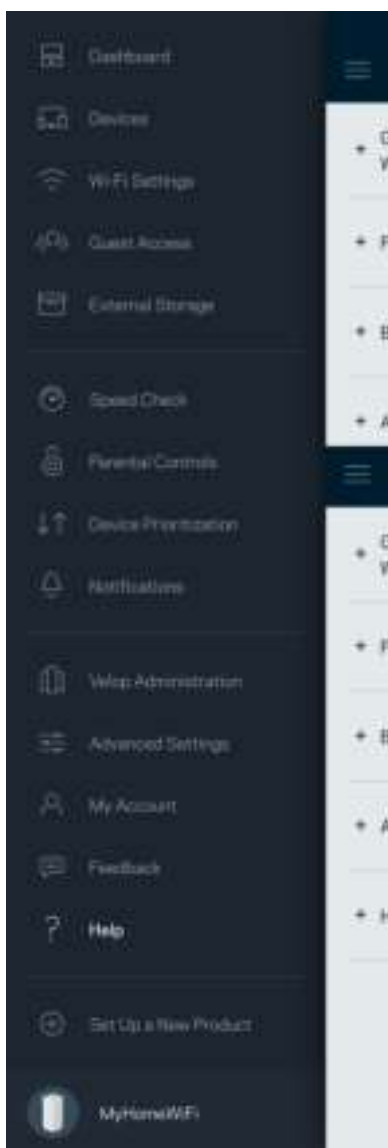 Dashboard
Devices
Wi-Fi Settings
Guest Access
External Storage
Speed Check
Parental Controls
Device Prioritization
Notifications
Velop Administration
Advanced Settings
My Account
Feedback
? Help
Set Up a New Product
MyHomeWiFi